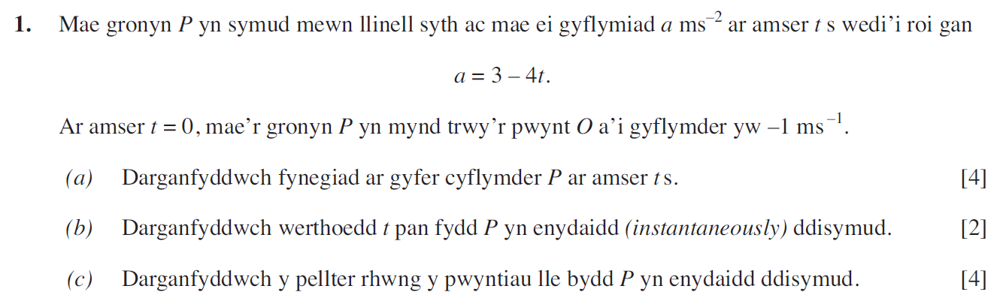 1. Mae gronyn P yn symud mewn llinell syth ac mae ei gyflymiad a ms⁻² ar amser t s wedi’i roi gan
a = 3 – 4t.
Ar amser t = 0, mae’r gronyn P yn mynd trwy’r pwynt O a’i gyflymder yw –1 ms⁻¹.
(a) Darganfyddwch fynegiad ar gyfer cyflymder P ar amser t s. [4]
(b) Darganfyddwch werthoedd t pan fydd P yn enydaidd (instantaneously) ddisymud. [2]
(c) Darganfyddwch y pellter rhwng y pwyntiau lle bydd P yn enydaidd ddisymud. [4]